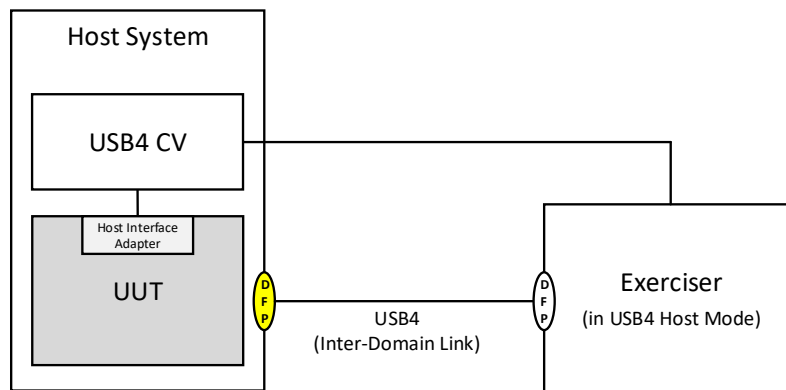 Host System
USB4 CV
Host Interface
Adapter
UUT
D
F
P
USB4
(Inter-Domain Link)
D
F
P
Exerciser
(in USB4 Host Mode)